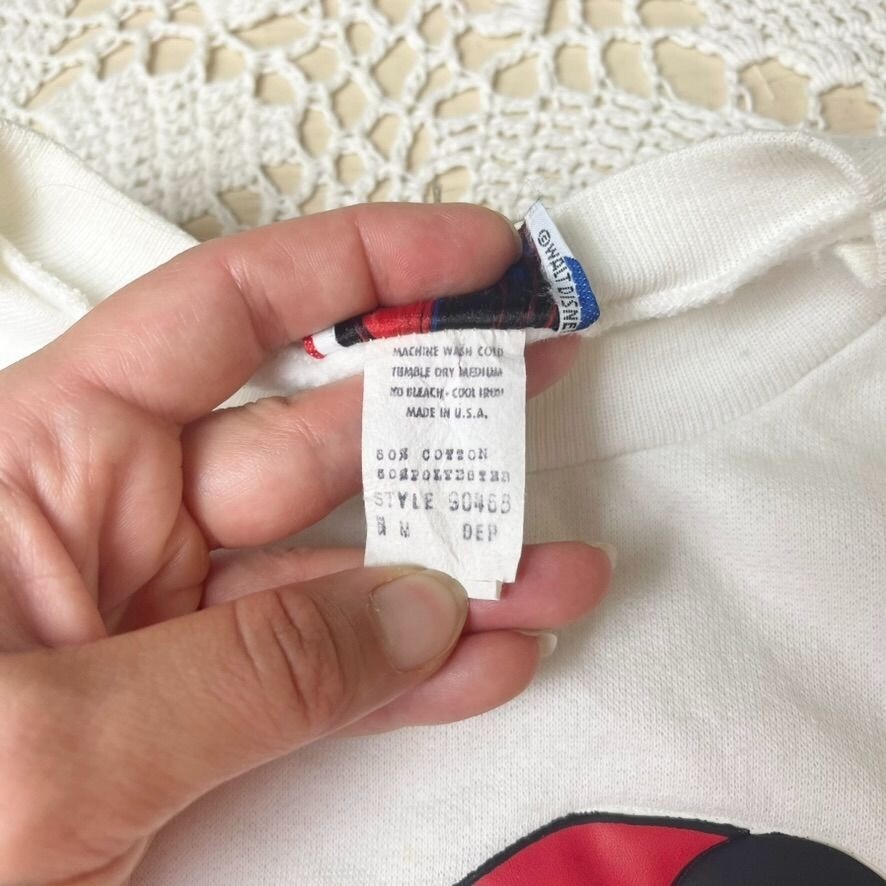 ©WALT DISNE
MACHINE WASH COLD
TUMBLE DRY MEDIUM
NO BLEACH - COOL IRON
MADE IN U.S.A.
50% COTTON
50%POLYESTER
STYLE 90468
DEP